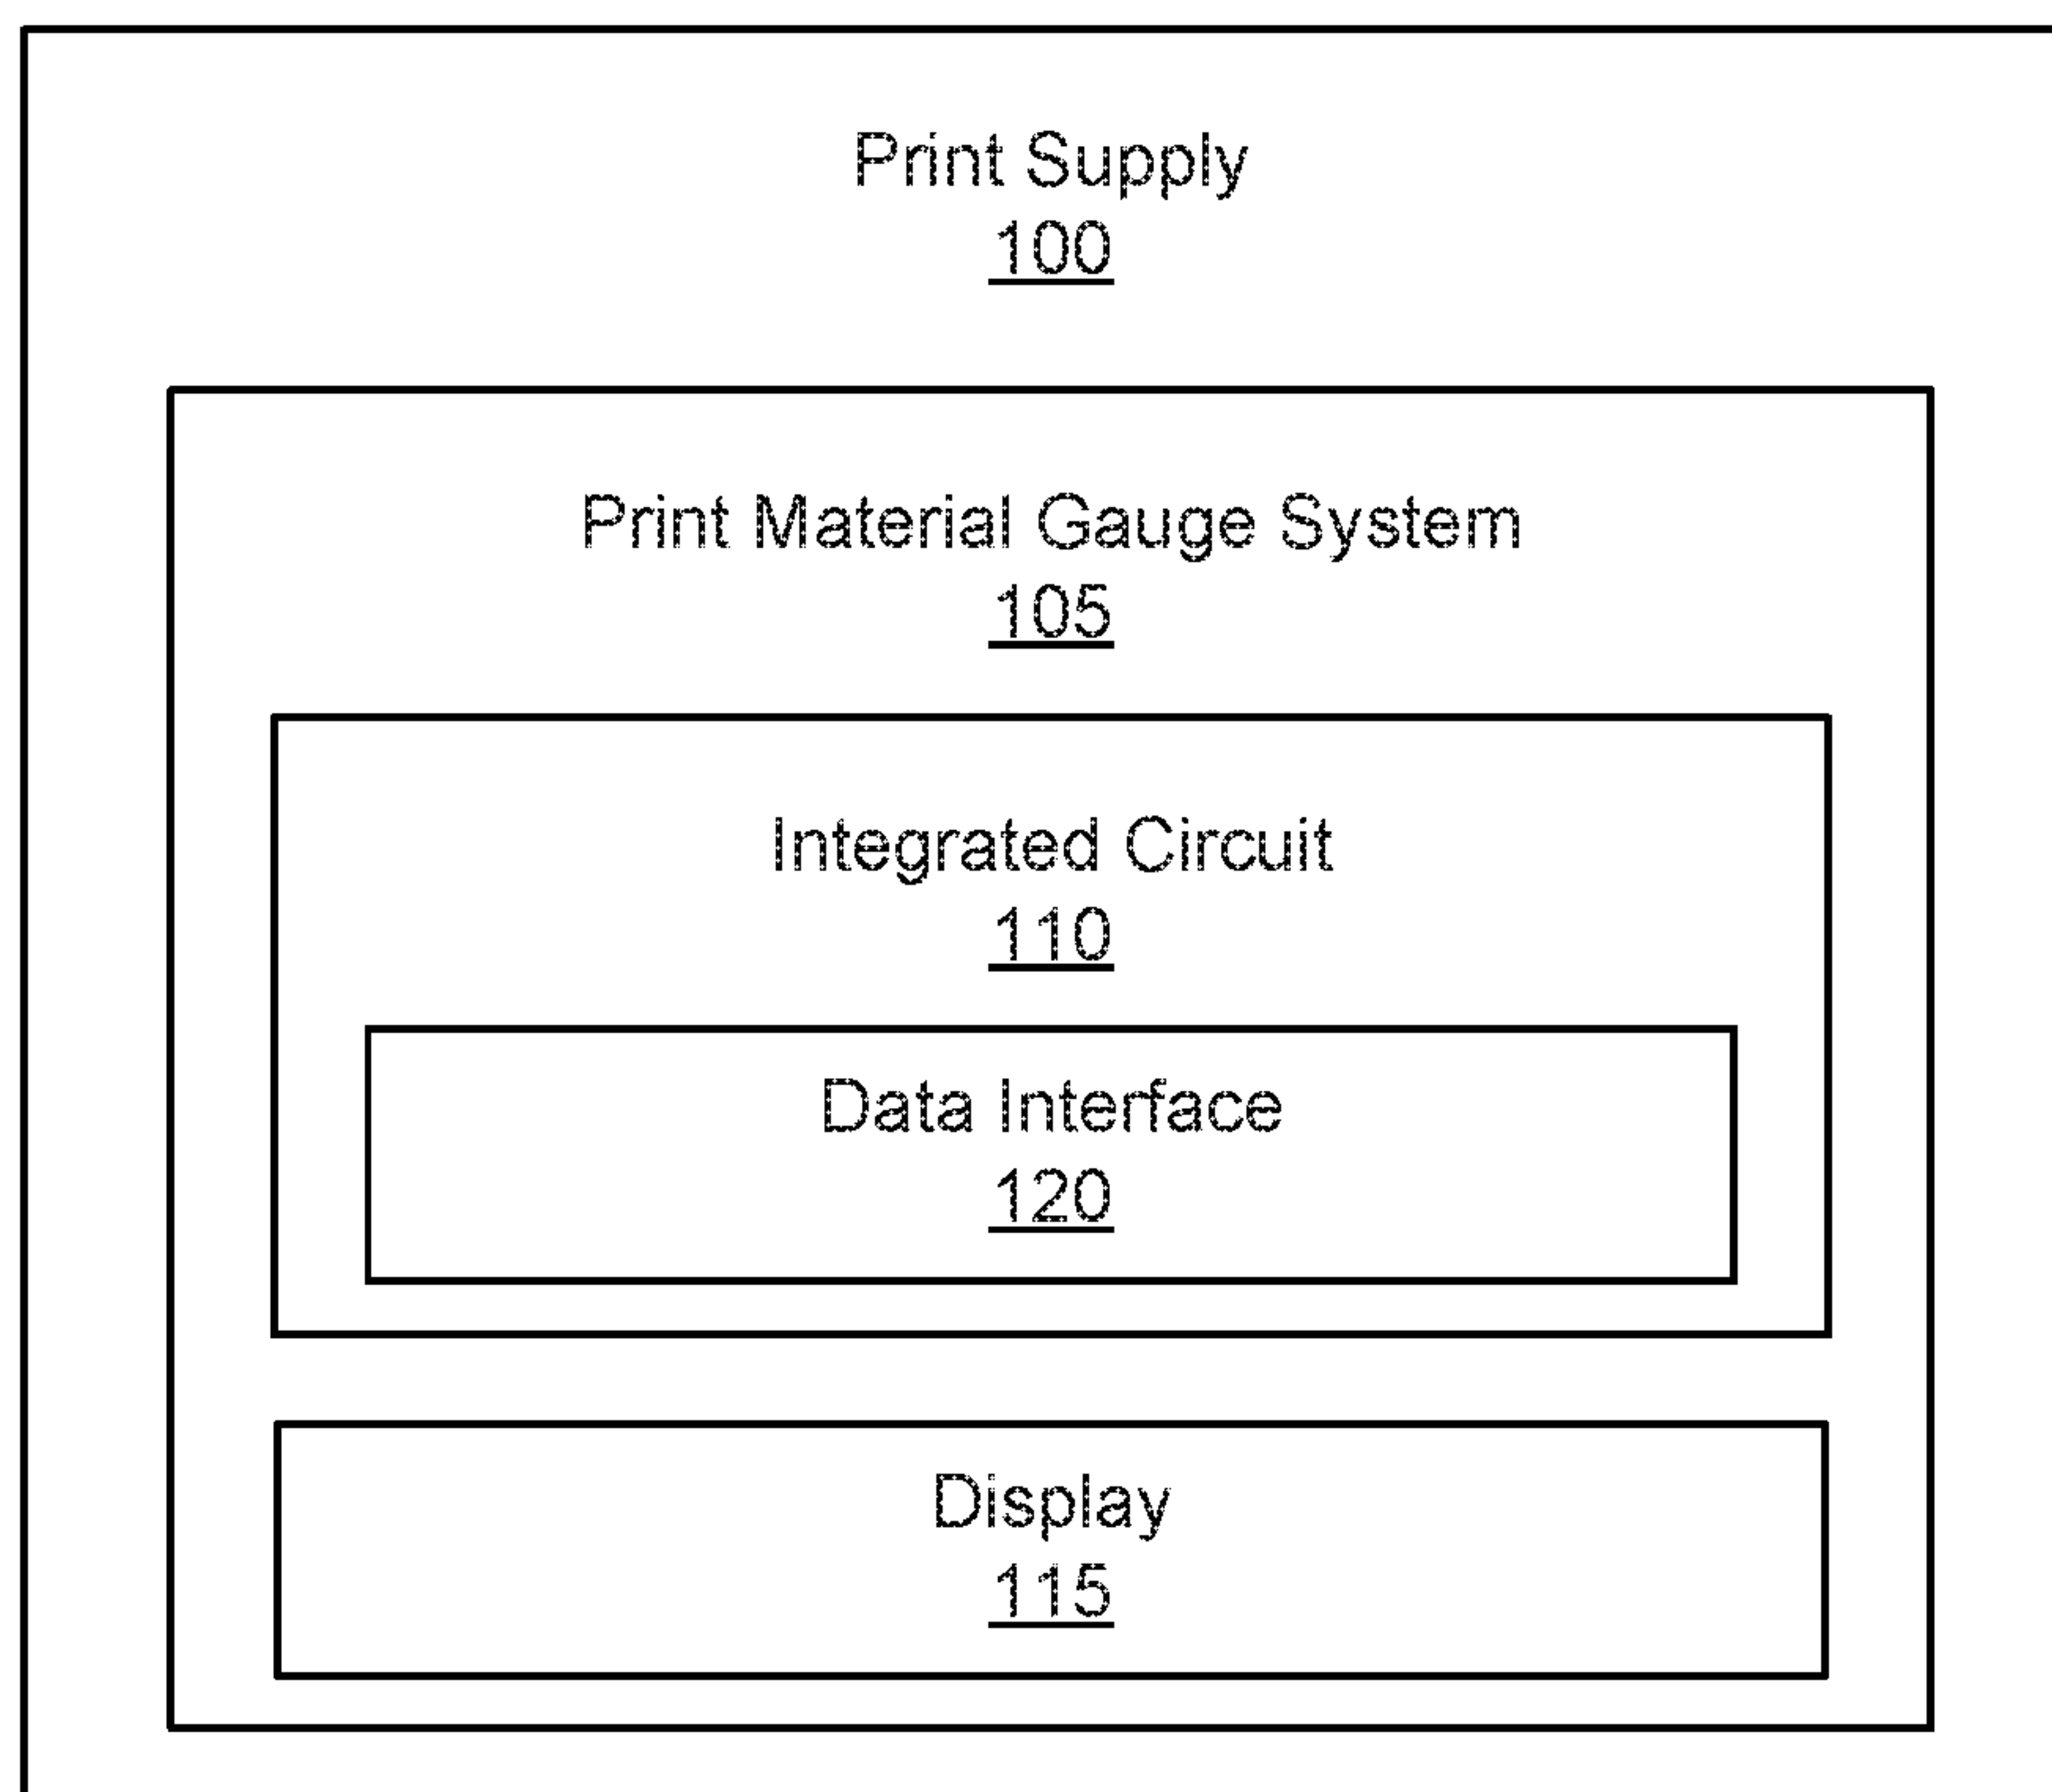 Print Supply
100
Print Material Gauge System
105
Integrated Circuit
110
Data Interface
120
Display
115